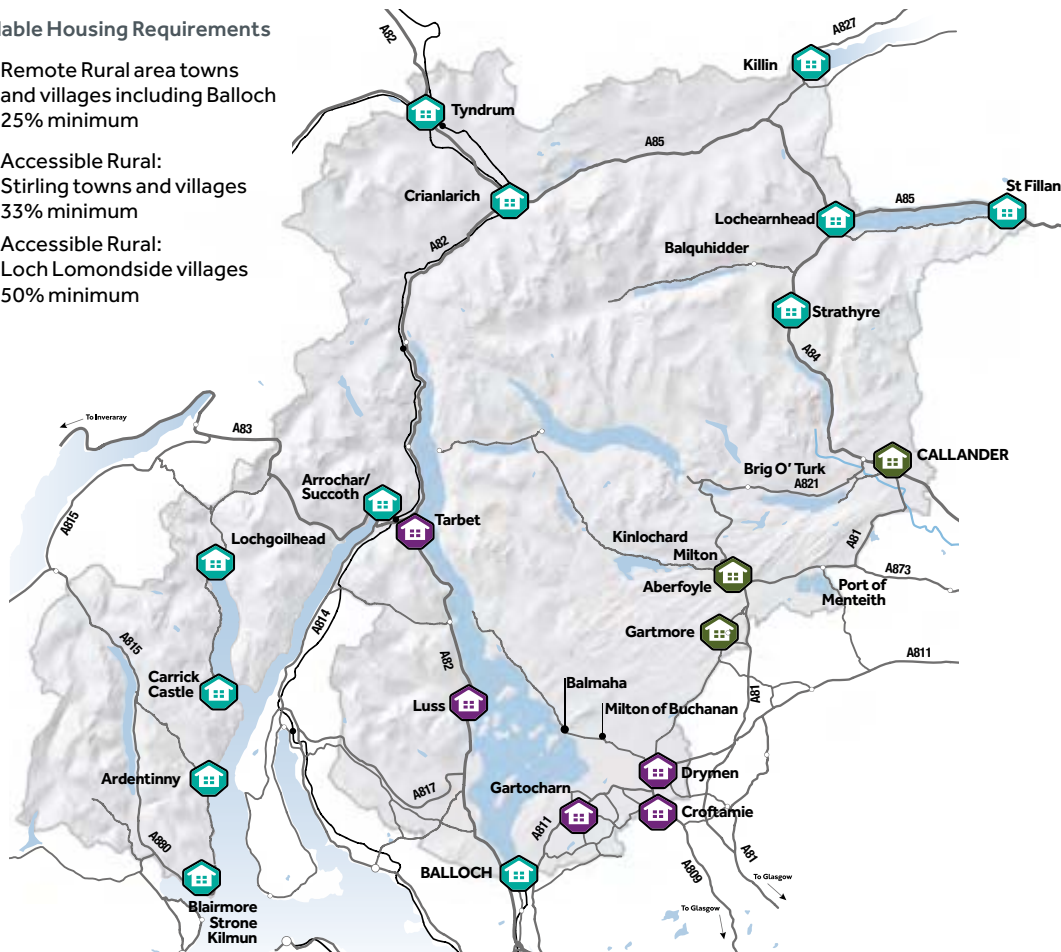 lable Housing Requirements
Remote Rural area towns
and villages including Balloch
25% minimum
Accessible Rural:
Stirling towns and villages
33% minimum
Accessible Rural:
Loch Lomondside villages
50% minimum
A82
A827
Killin
Tyndrum
A85
Crianlarich
St Fillan
A85
Lochearnhead
A82
Balquhidder
Strathyre
A84
To Inveraray
A83
CALLANDER
Brig O' Turk
A821
Arrochar/
Succoth
Tarbet
A815
Lochgoilhead
Kinlochard
Milton
A81
Aberfoyle
A873
Port of
Menteith
A814
Gartmore
A815
A82
A811
Carrick
Castle
Luss
Balmaha
A81
Milton of Buchanan
Ardentinny
Drymen
A817
Gartocharn
Croftamie
A811
A880
BALLOCH
A809
A81
To Glasgow
To Glasgow
Blairmore
Strone
Kilmun